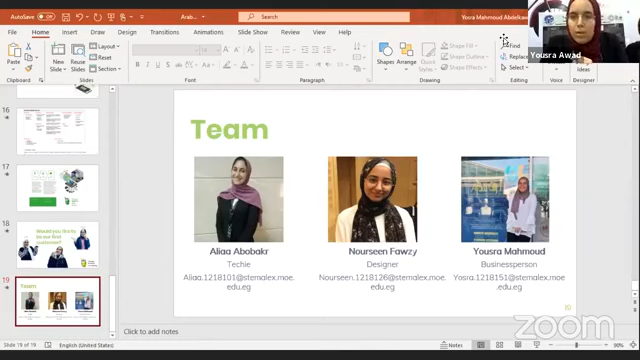 AutoSave
Off
Arab...
Search
Yosra Mahmoud Abdelkaw
File
Home
Insert
Draw
Design
Transitions
Animations
Slide Show
Review
View
Help
Paste
New
Slide
Reuse
Slides
Layout
Reset
Section
Shapes
Arrange
Quick
Styles
Shape Fill
Shape Outline
Shape Effects
Find
Replace
Select
Ideas
Clipboard
Slides
Font
Paragraph
Drawing
Editing
Designer
Yousra Awad
16
17
18
Would you like
to be our first
customer?
19
Team
Team
Aliaa Abobakr
Techie
Aliaa.1218101@stemalex.moe.
edu.eg
Nourseen Fawzy
Designer
Nourseen.1218126@stemalex.moe.
edu.eg
Yousra Mahmoud
Businessperson
Yosra.1218151@stemalex.moe.
edu.eg
Click to add notes
Slide 19 of 19
English (United States)
Notes
zoom